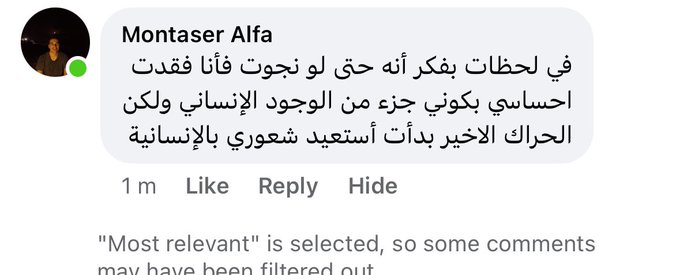 Montaser Alfa
في لحظات بفكر أنه حتى لو نجوت فأنا فقدت
احساسي بكوني جزء من الوجود الإنساني ولكن
الحراك الاخير بدأت أستعيد شعوري بالإنسانية
1 m Like Reply Hide
"Most relevant" is selected, so some comments
may have been filtered out